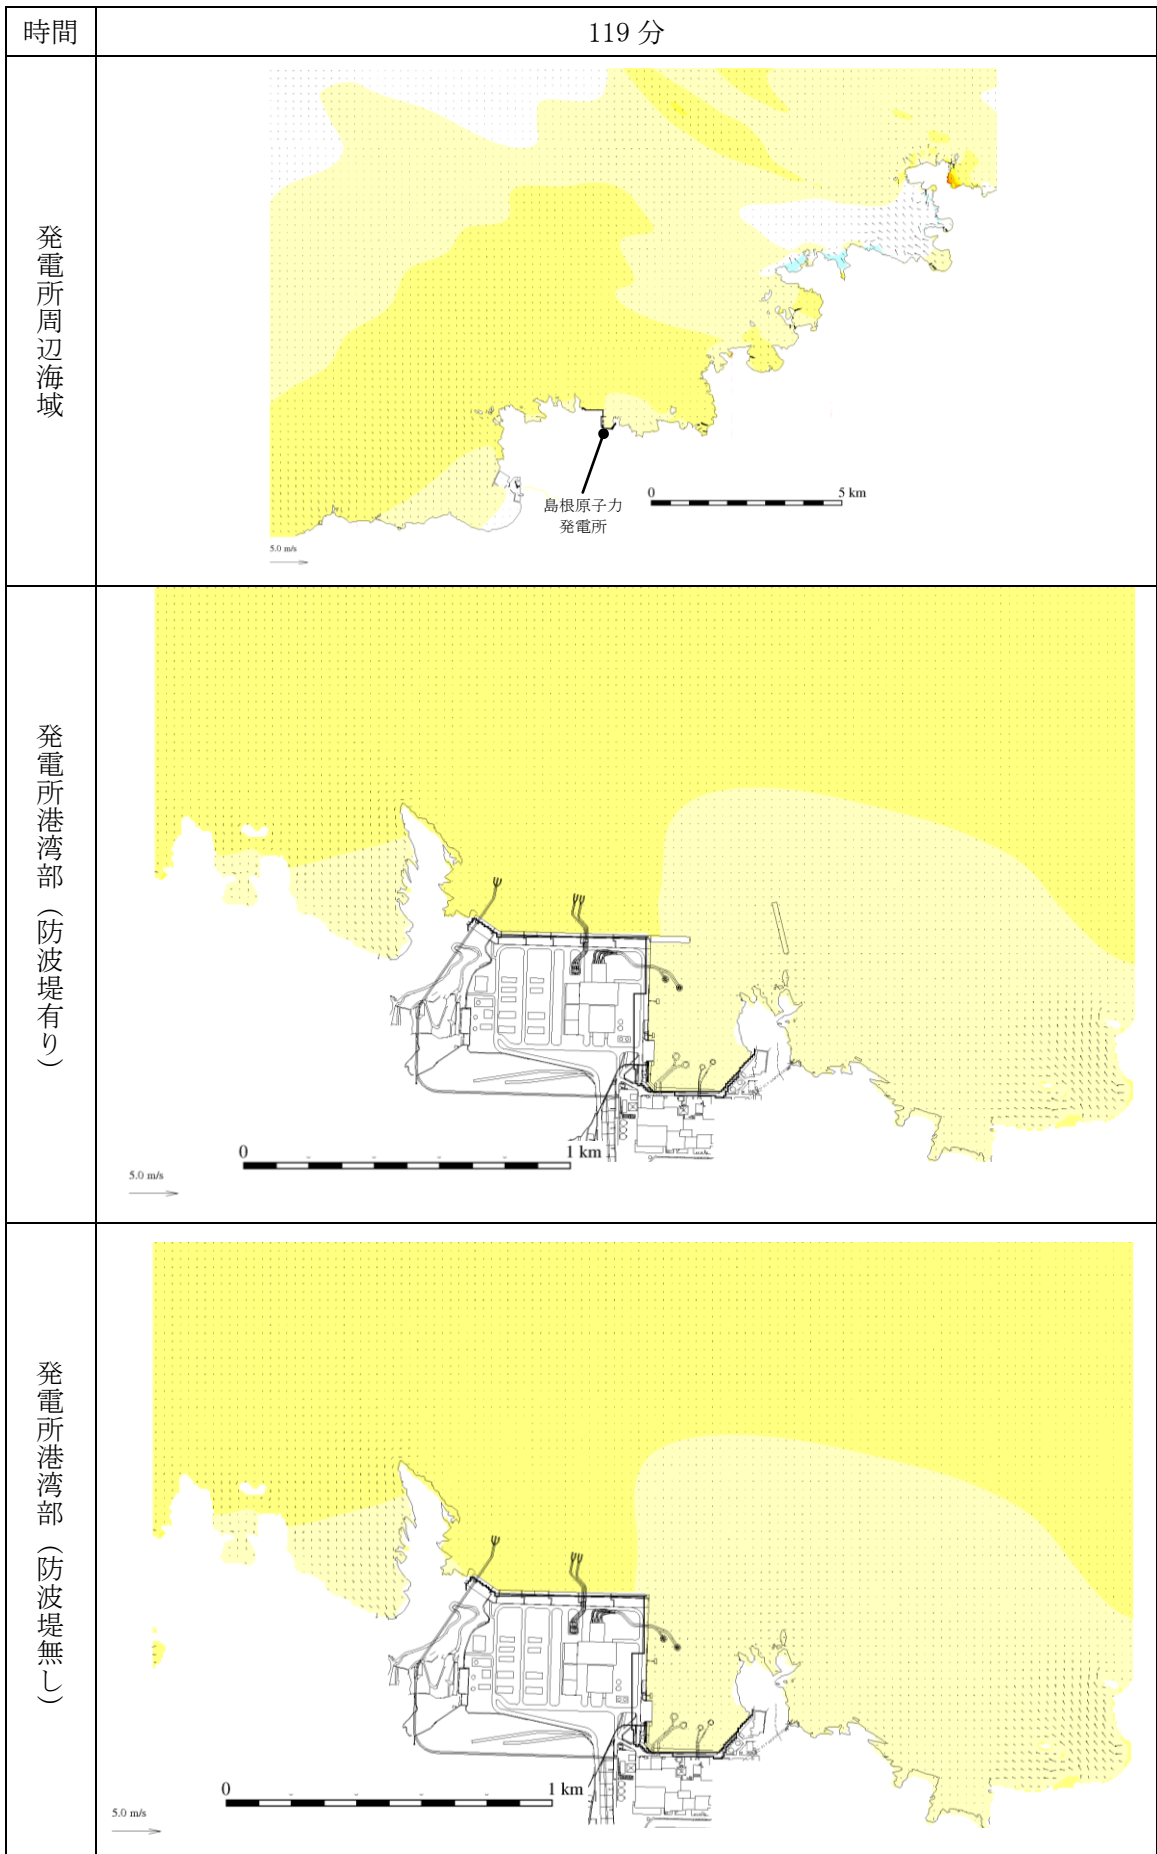 時間
119 分
発電所周辺海域
島根原子力
発電所
0 5 km
5.0 m/s
発電所港湾部（防波堤有り）
0 1 km
5.0 m/s
発電所港湾部（防波堤無し）
0 1 km
5.0 m/s